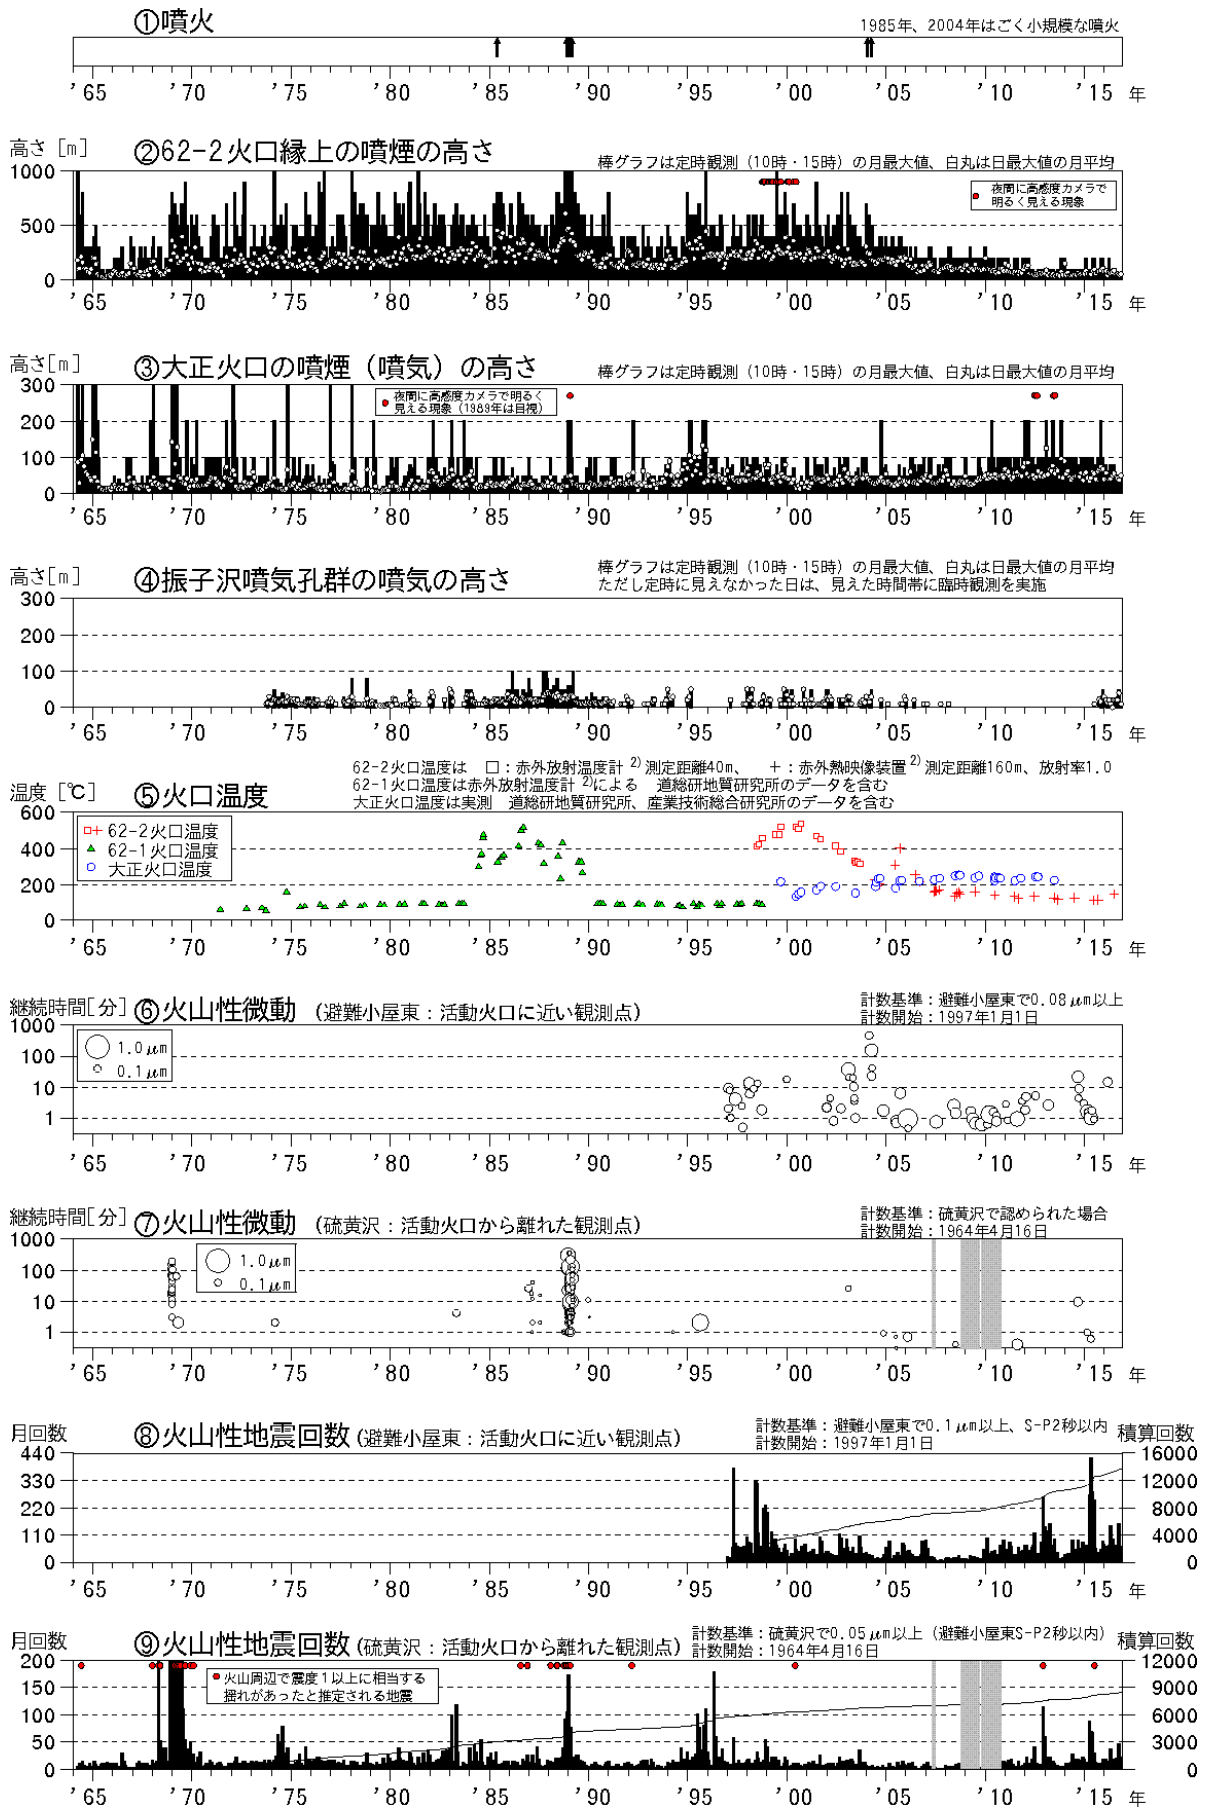 ①噴火
1985年、2004年はごく小規模な噴火
'65 '70 '75 '80 '85 '90 '95 '00 '05 '10 '15 年
高さ[m] ②62-2火口縁上の噴煙の高さ
棒グラフは定時観測（10時・15時）の月最大値、白丸は日最大値の月平均
1000
500
0
夜間に高感度カメラで
明るく見える現象
'65 '70 '75 '80 '85 '90 '95 '00 '05 '10 '15 年
高さ[m] ③大正火口の噴煙（噴気）の高さ
棒グラフは定時観測（10時・15時）の月最大値、白丸は日最大値の月平均
300
200
100
0
夜間に高感度カメラで明るく
見える現象（1989年は目視）
'65 '70 '75 '80 '85 '90 '95 '00 '05 '10 '15 年
高さ[m] ④振子沢噴気孔群の噴気の高さ
棒グラフは定時観測（10時・15時）の月最大値、白丸は日最大値の月平均
ただし定時に見えなかった日は、見えた時間帯に臨時観測を実施
300
200
100
0
'65 '70 '75 '80 '85 '90 '95 '00 '05 '10 '15 年
温度[℃] ⑤火口温度
62-2火口温度は □：赤外放射温度計2)測定距離40m、 +：赤外熱映像装置2)測定距離160m、放射率1.0
62-1火口温度は赤外放射温度計2)による 道総研地質研究所のデータを含む
大正火口温度は実測 道総研地質研究所、産業技術総合研究所のデータを含む
600
400
200
0
62-2火口温度
62-1火口温度
大正火口温度
'65 '70 '75 '80 '85 '90 '95 '00 '05 '10 '15 年
継続時間[分] ⑥火山性微動（避難小屋東：活動火口に近い観測点）
計数基準：避難小屋東で0.08μm以上
計数開始：1997年1月1日
1000
100
10
1
1.0μm
0.1μm
'65 '70 '75 '80 '85 '90 '95 '00 '05 '10 '15 年
継続時間[分] ⑦火山性微動（硫黄沢：活動火口から離れた観測点）
計数基準：硫黄沢で認められた場合
計数開始：1964年4月16日
1000
100
10
1
1.0μm
0.1μm
'65 '70 '75 '80 '85 '90 '95 '00 '05 '10 '15 年
月回数 ⑧火山性地震回数（避難小屋東：活動火口に近い観測点）
計数基準：避難小屋東で0.1μm以上、S-P2秒以内
計数開始：1997年1月1日
積算回数
440 16000
330 12000
220 8000
110 4000
0 0
'65 '70 '75 '80 '85 '90 '95 '00 '05 '10 '15 年
月回数 ⑨火山性地震回数（硫黄沢：活動火口から離れた観測点）
計数基準：硫黄沢で0.05μm以上（避難小屋東S-P2秒以内）
計数開始：1964年4月16日
積算回数
200 12000
150 9000
100 6000
50 3000
0 0
火山周辺で震度１以上に相当する
揺れがあったと推定される地震
'65 '70 '75 '80 '85 '90 '95 '00 '05 '10 '15 年